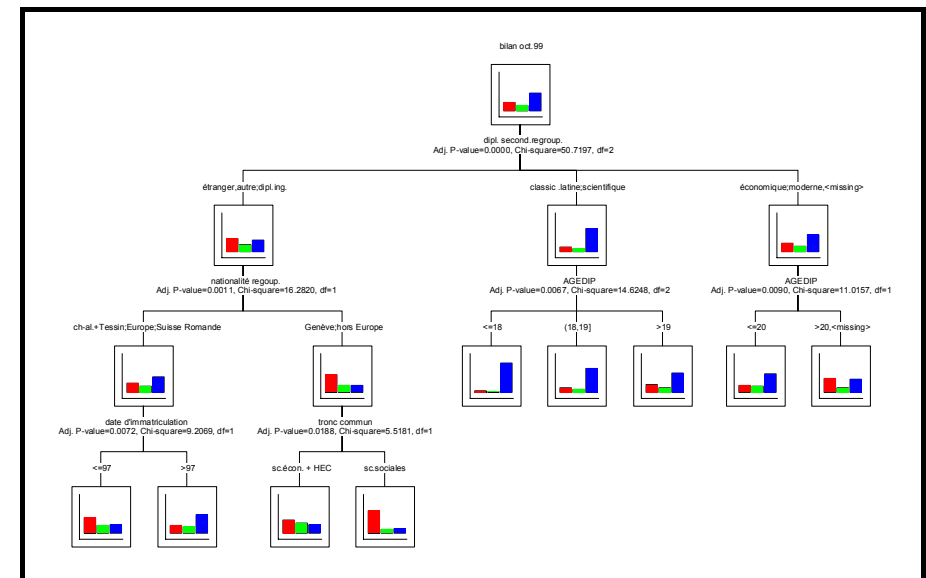 bilan oct.99
dipl. second.regroup.
Adj. P-value=0.0000, Chi-square=50.7197, df=2
étranger,autre;dipl.ing.
classic .latine;scientifique
économique;moderne,<missing>
nationalité regoup.
Adj. P-value=0.0011, Chi-square=16.2820, df=1
AGEDIP
Adj. P-value=0.0067, Chi-square=14.6248, df=2
AGEDIP
Adj. P-value=0.0090, Chi-square=11.0157, df=1
ch-al.+Tessin;Europe;Suisse Romande
Genève;hors Europe
<=18
(18,19]
>19
<=20
>20,<missing>
date d'immatriculation
Adj. P-value=0.0072, Chi-square=9.2069, df=1
tronc commun
Adj. P-value=0.0188, Chi-square=5.5181, df=1
<=97
>97
sc.écon. + HEC
sc.sociales